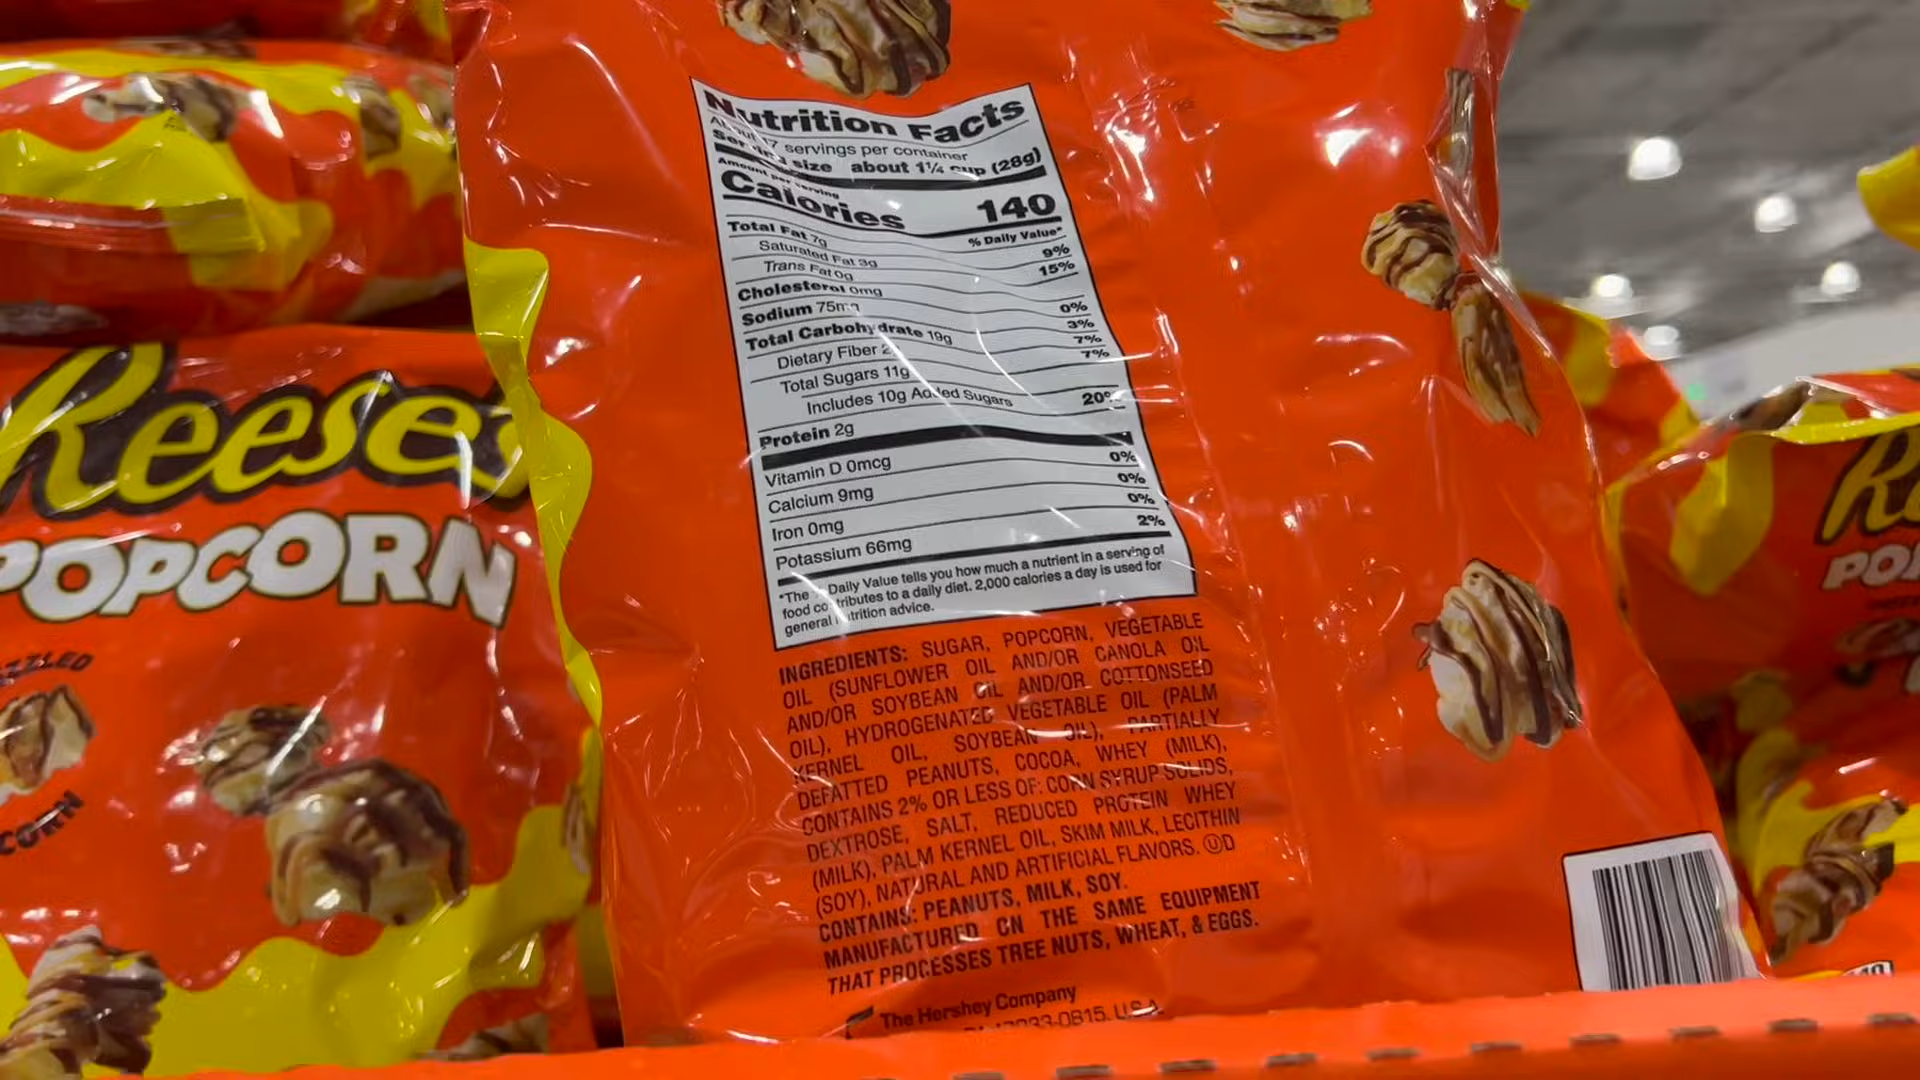 Reese's
POPCORN
CORN
Nutrition Facts
7 servings per container
size about 1¼ cup (28g)
Amount per serving
Calories 140
% Daily Value*
Total Fat 7g 9%
Saturated Fat 3g 15%
Trans Fat 0g
Cholesterol 0mg 0%
Sodium 75mg 3%
Total Carbohydrate 19g 7%
Dietary Fiber 7%
Total Sugars 11g
Includes 10g Added Sugars 20%
Protein 2g
Vitamin D 0mcg 0%
Calcium 9mg 0%
Iron 0mg 0%
Potassium 66mg 2%
*The Daily Value tells you how much a nutrient in a serving of
food contributes to a daily diet. 2,000 calories a day is used for
general nutrition advice.
INGREDIENTS: SUGAR, POPCORN, VEGETABLE
OIL (SUNFLOWER OIL AND/OR CANOLA OIL
AND/OR SOYBEAN OIL AND/OR COTTONSEED
OIL), HYDROGENATED VEGETABLE OIL (PALM
KERNEL OIL, SOYBEAN OIL), PARTIALLY
DEFATTED PEANUTS, COCOA, WHEY (MILK),
CONTAINS 2% OR LESS OF: CORN SYRUP SOLIDS,
DEXTROSE, SALT, REDUCED PROTEIN WHEY
(MILK), PALM KERNEL OIL, SKIM MILK, LECITHIN
(SOY), NATURAL AND ARTIFICIAL FLAVORS. ⓊD
CONTAINS: PEANUTS, MILK, SOY.
MANUFACTURED ON THE SAME EQUIPMENT
THAT PROCESSES TREE NUTS, WHEAT, & EGGS.
The Hershey Company
U.S.A.